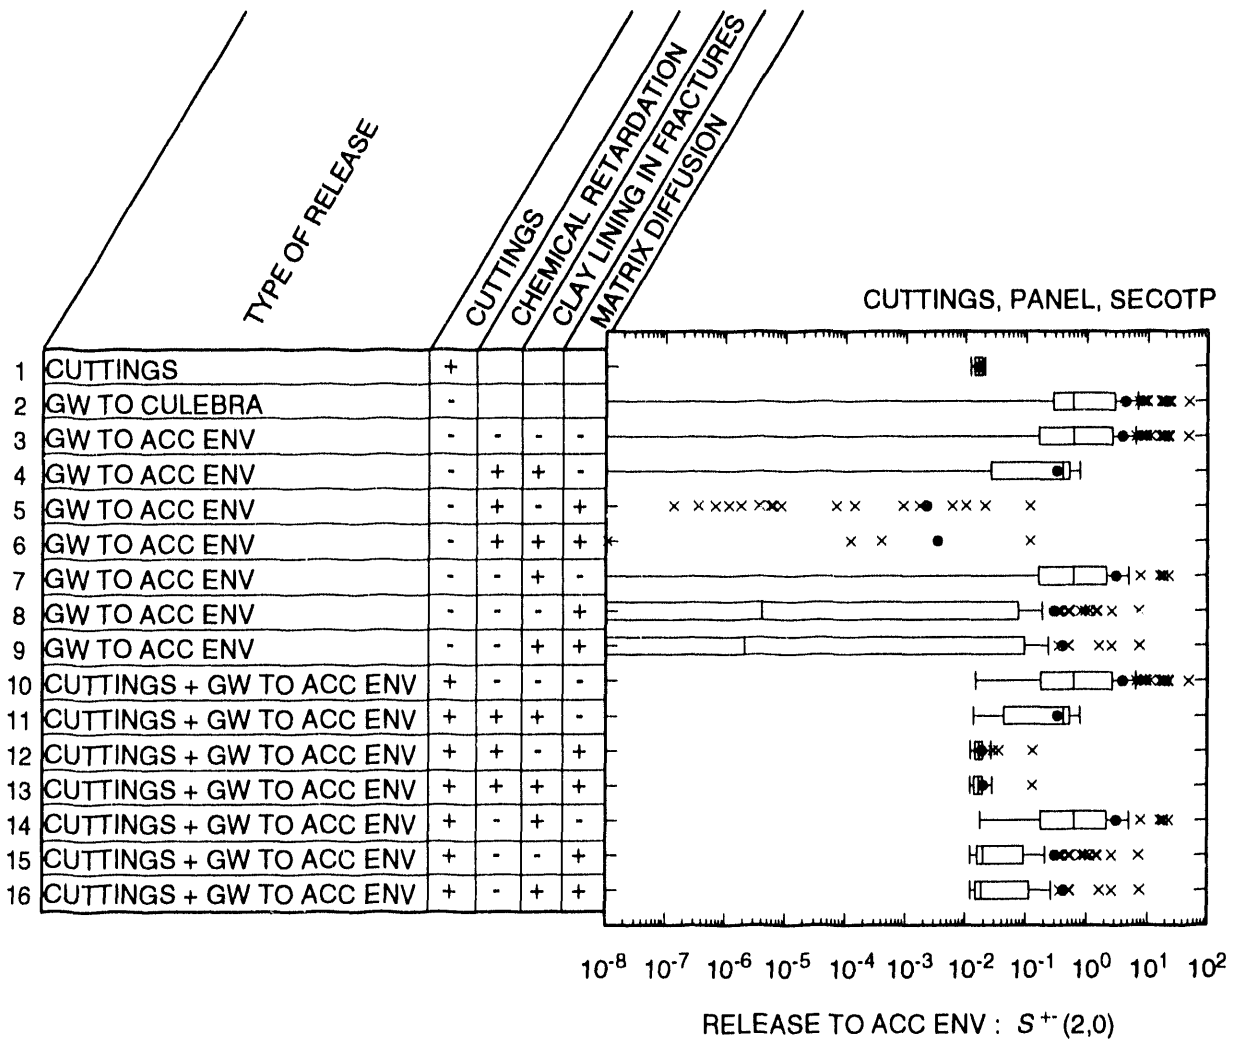 TYPE OF RELEASE
CUTTINGS
CHEMICAL RETARDATION
CLAY LINING IN FRACTURES
MATRIX DIFFUSION
CUTTINGS, PANEL, SECOTP
1 CUTTINGS +
2 GW TO CULEBRA -
3 GW TO ACC ENV - - - -
4 GW TO ACC ENV - + + -
5 GW TO ACC ENV - + - +
6 GW TO ACC ENV - + + +
7 GW TO ACC ENV - - + -
8 GW TO ACC ENV - - - +
9 GW TO ACC ENV - - + +
10 CUTTINGS + GW TO ACC ENV + - - -
11 CUTTINGS + GW TO ACC ENV + + + -
12 CUTTINGS + GW TO ACC ENV + + - +
13 CUTTINGS + GW TO ACC ENV + + + +
14 CUTTINGS + GW TO ACC ENV + - + -
15 CUTTINGS + GW TO ACC ENV + - - +
16 CUTTINGS + GW TO ACC ENV + - + +
10⁻⁸ 10⁻⁷ 10⁻⁶ 10⁻⁵ 10⁻⁴ 10⁻³ 10⁻² 10⁻¹ 10⁰ 10¹ 10²
RELEASE TO ACC ENV : S⁺⁻ (2,0)